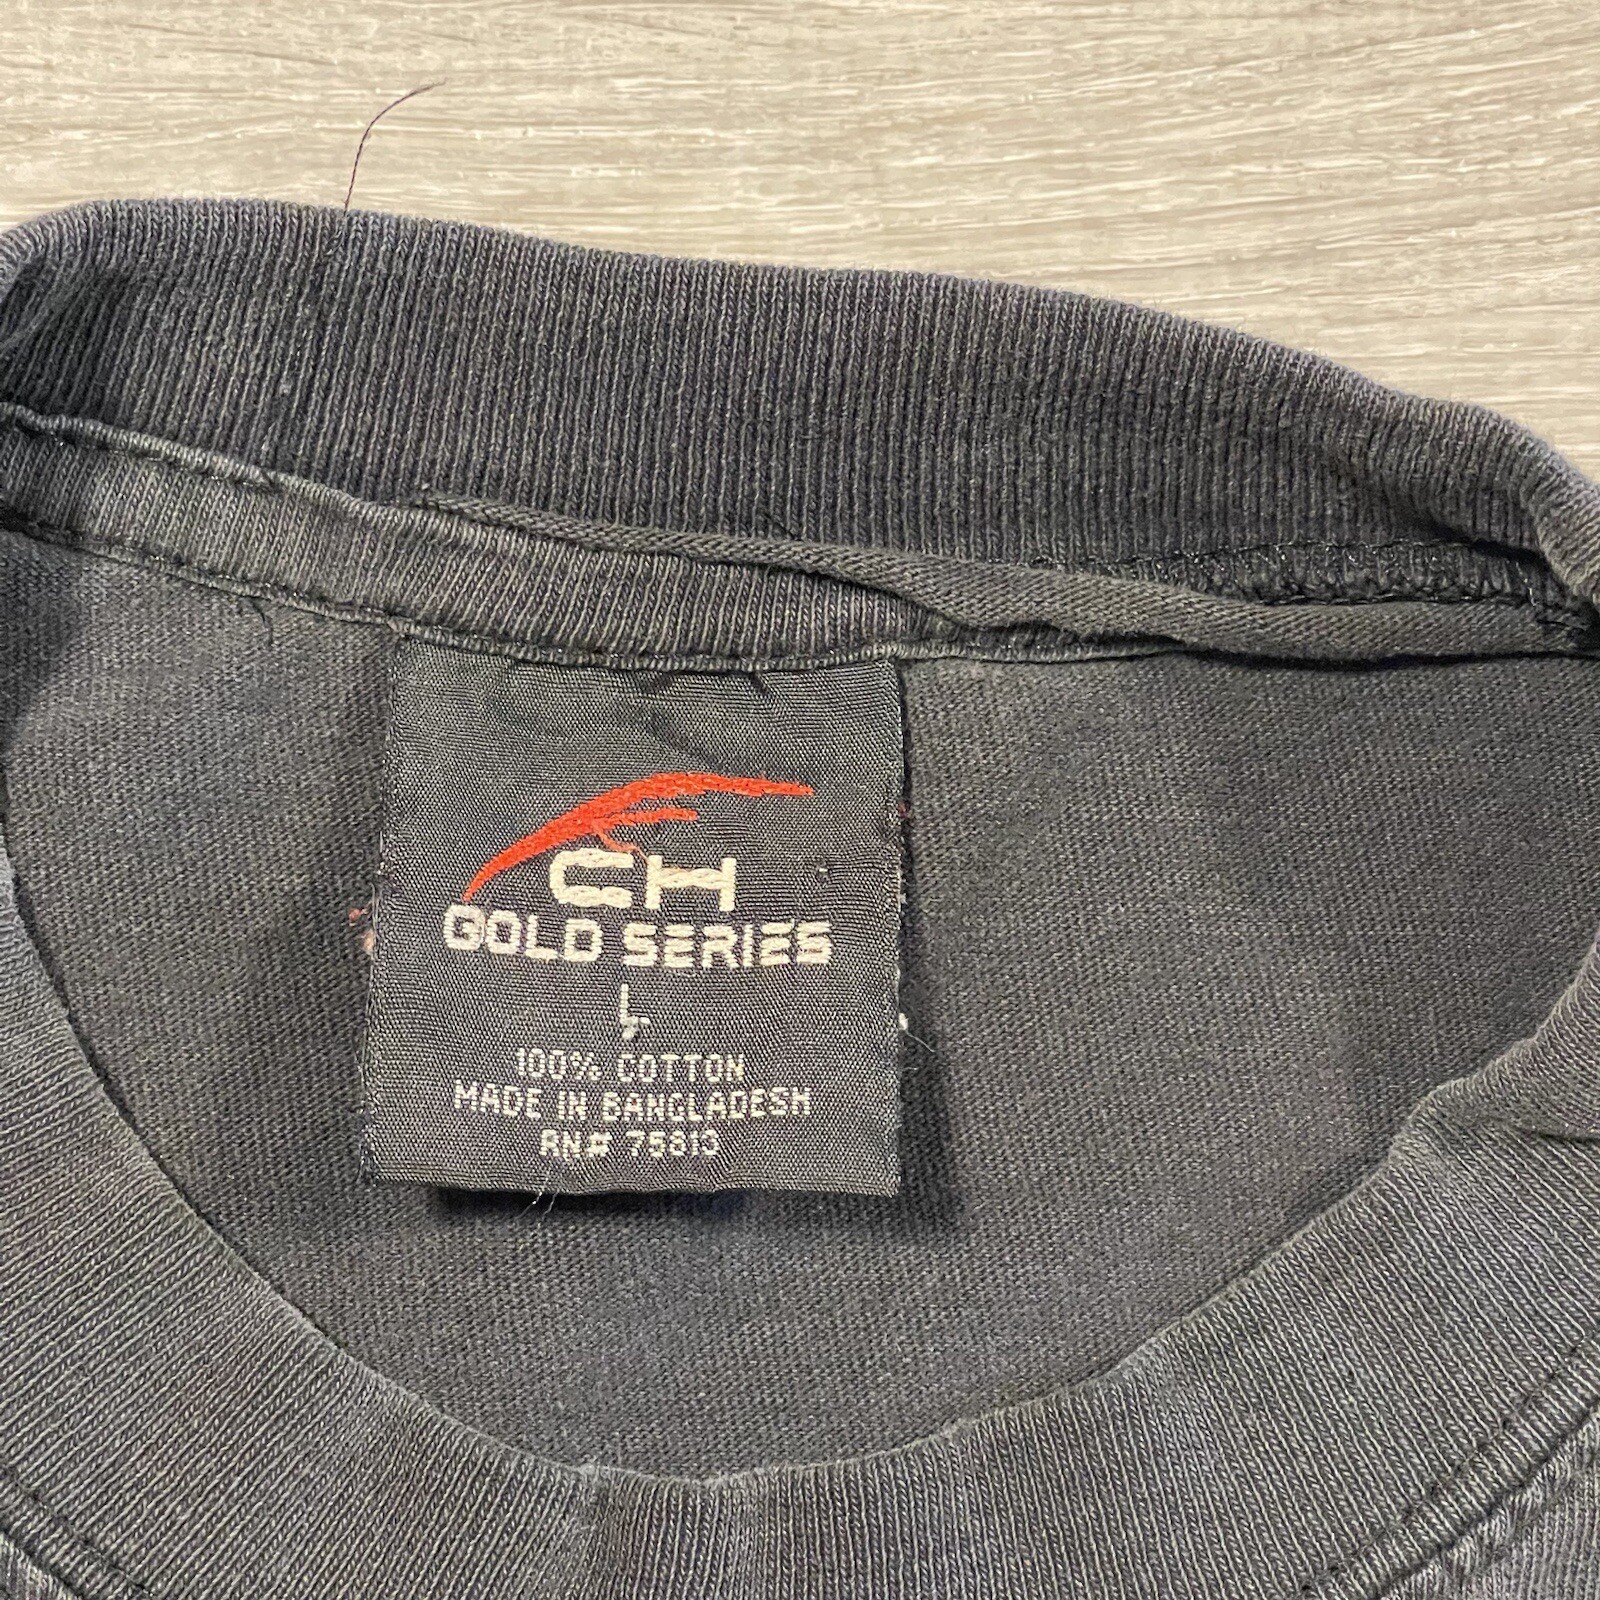 CH
GOLD SERIES
L
100% COTTON
MADE IN BANGLADESH
RN# 75813